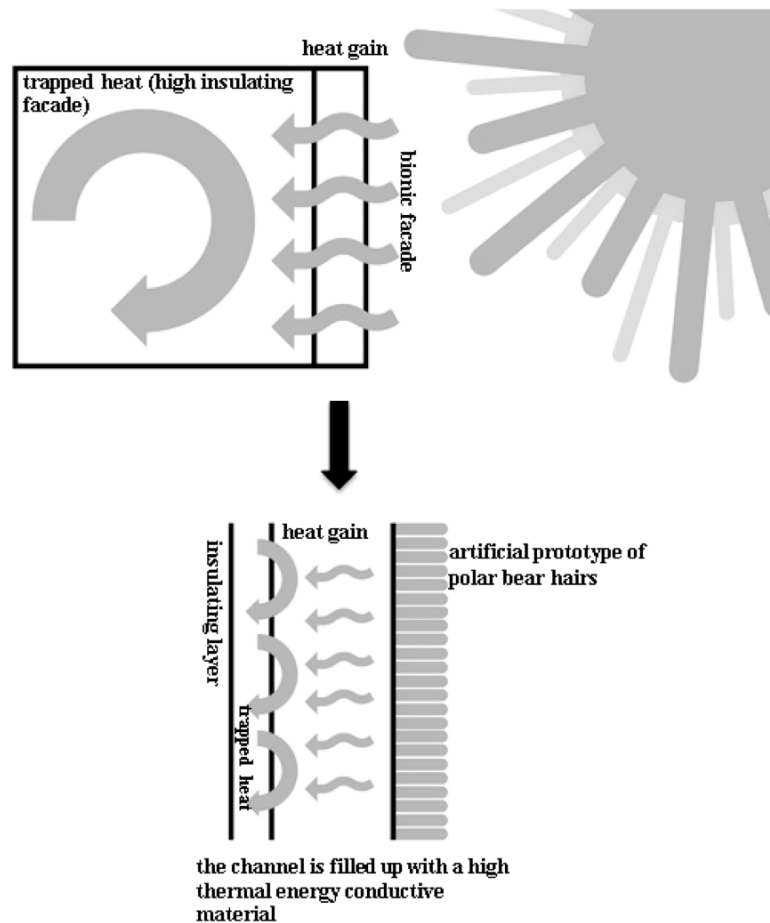 heat gain
trapped heat (high insulating
facade)
bionic facade
heat gain
insulating layer
artificial prototype of
polar bear hairs
trapped heat
the channel is filled up with a high
thermal energy conductive
material